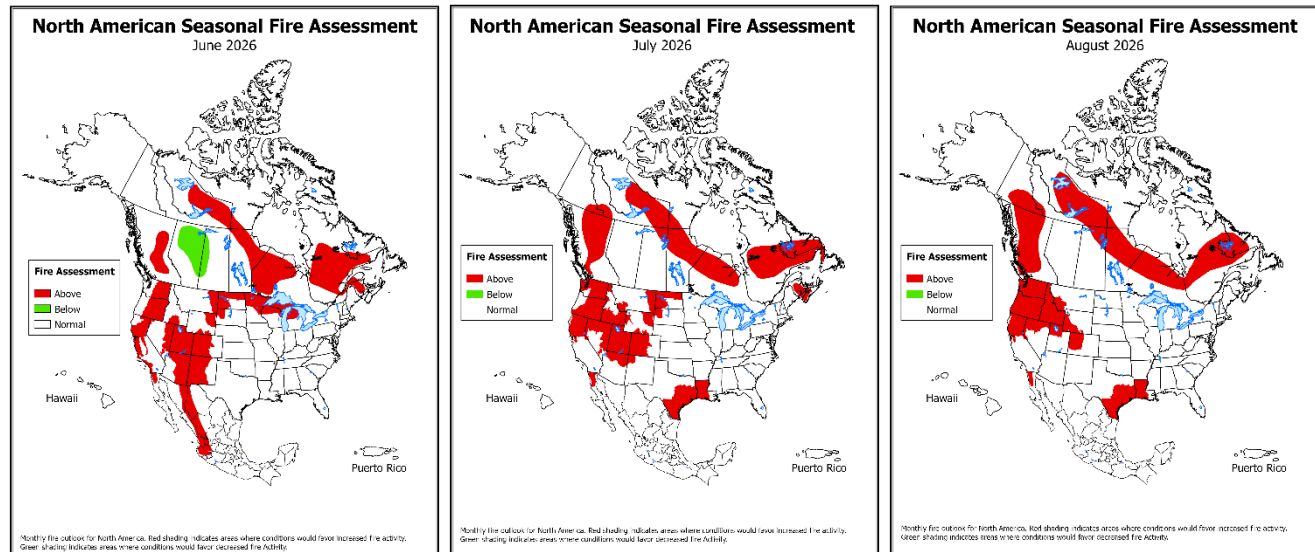 North American Seasonal Fire Assessment
June 2026
Fire Assessment
Above
Below
Normal
Hawaii
Puerto Rico
Monthly fire outlook for North America. Red shading indicates areas where conditions would favor increased fire activity.
Green shading indicates areas where conditions would favor decreased fire Activity.
North American Seasonal Fire Assessment
July 2026
Fire Assessment
Above
Below
Normal
Hawaii
Puerto Rico
Monthly fire outlook for North America. Red shading indicates areas where conditions would favor increased fire activity.
Green shading indicates areas where conditions would favor decreased fire Activity.
North American Seasonal Fire Assessment
August 2026
Fire Assessment
Above
Below
Normal
Hawaii
Puerto Rico
Monthly fire outlook for North America. Red shading indicates areas where conditions would favor increased fire activity.
Green shading indicates areas where conditions would favor decreased fire Activity.